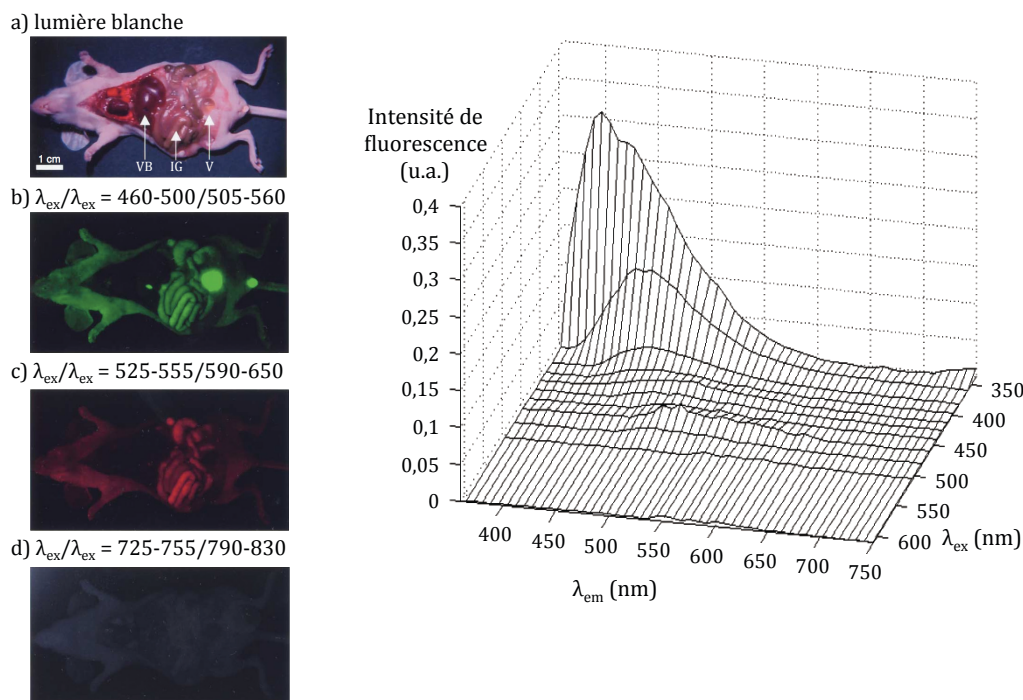 a) lumière blanche
1 cm
VB
IG
V
b) λex/λex = 460-500/505-560
c) λex/λex = 525-555/590-650
d) λex/λex = 725-755/790-830
Intensité de
fluorescence
(u.a.)
0,4
0,35
0,3
0,25
0,2
0,15
0,1
0,05
0
400
450
500
550
600
650
700
750
λem (nm)
350
400
450
500
550
600
λex (nm)